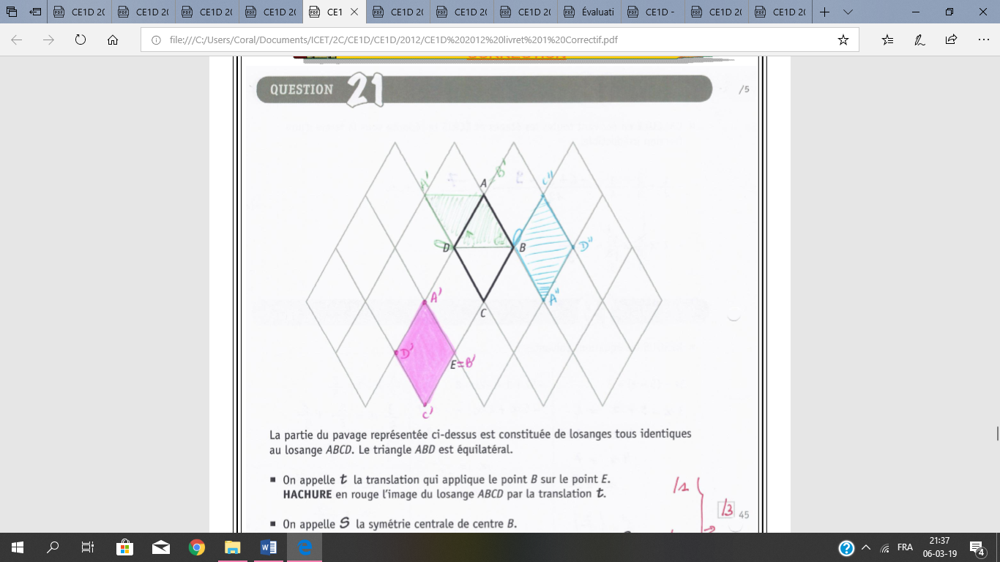 CE1D 20
CE1D 20
CE1D 20
CE1D 20
CE1
CE1D 20
CE1D 20
CE1D 20
Évaluati
CE1D -
CE1D 20
CE1D 20
file:///C:/Users/Coral/Documents/ICET/2C/CE1D/CE1D/2012/CE1D%202012%20livret%201%20Correctif.pdf
CORRECTION
QUESTION 21
/5
A' A B' C''
D B D''
A' C A''
D' E=B'
C'
La partie du pavage représentée ci-dessus est constituée de losanges tous identiques
au losange ABCD. Le triangle ABD est équilatéral.
▪ On appelle t la translation qui applique le point B sur le point E.
HACHURE en rouge l'image du losange ABCD par la translation t.
/1
/3
45
▪ On appelle S la symétrie centrale de centre B.
FRA
21:37
06-03-19
4